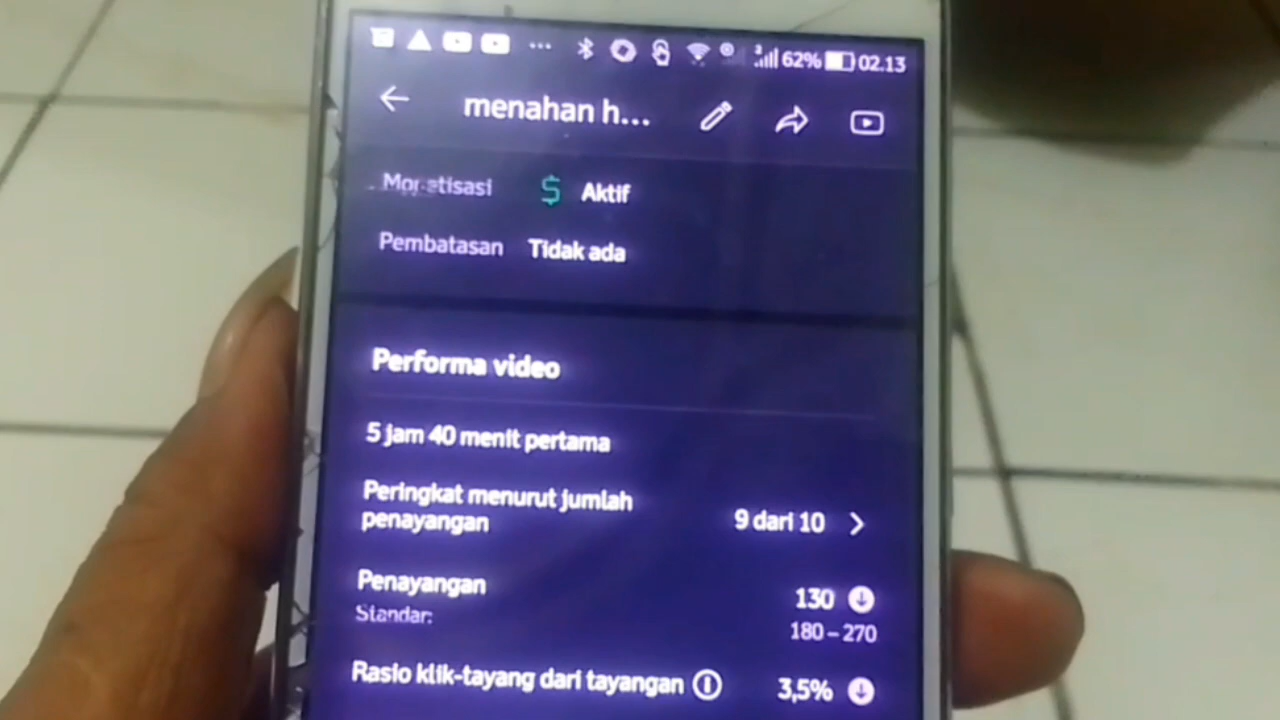 62% 02.13
menahan h...
Monetisasi $ Aktif
Pembatasan Tidak ada
Performa video
5 jam 40 menit pertama
Peringkat menurut jumlah
penayangan
9 dari 10
Penayangan 130
Standar: 180 – 270
Rasio klik-tayang dari tayangan 3,5%